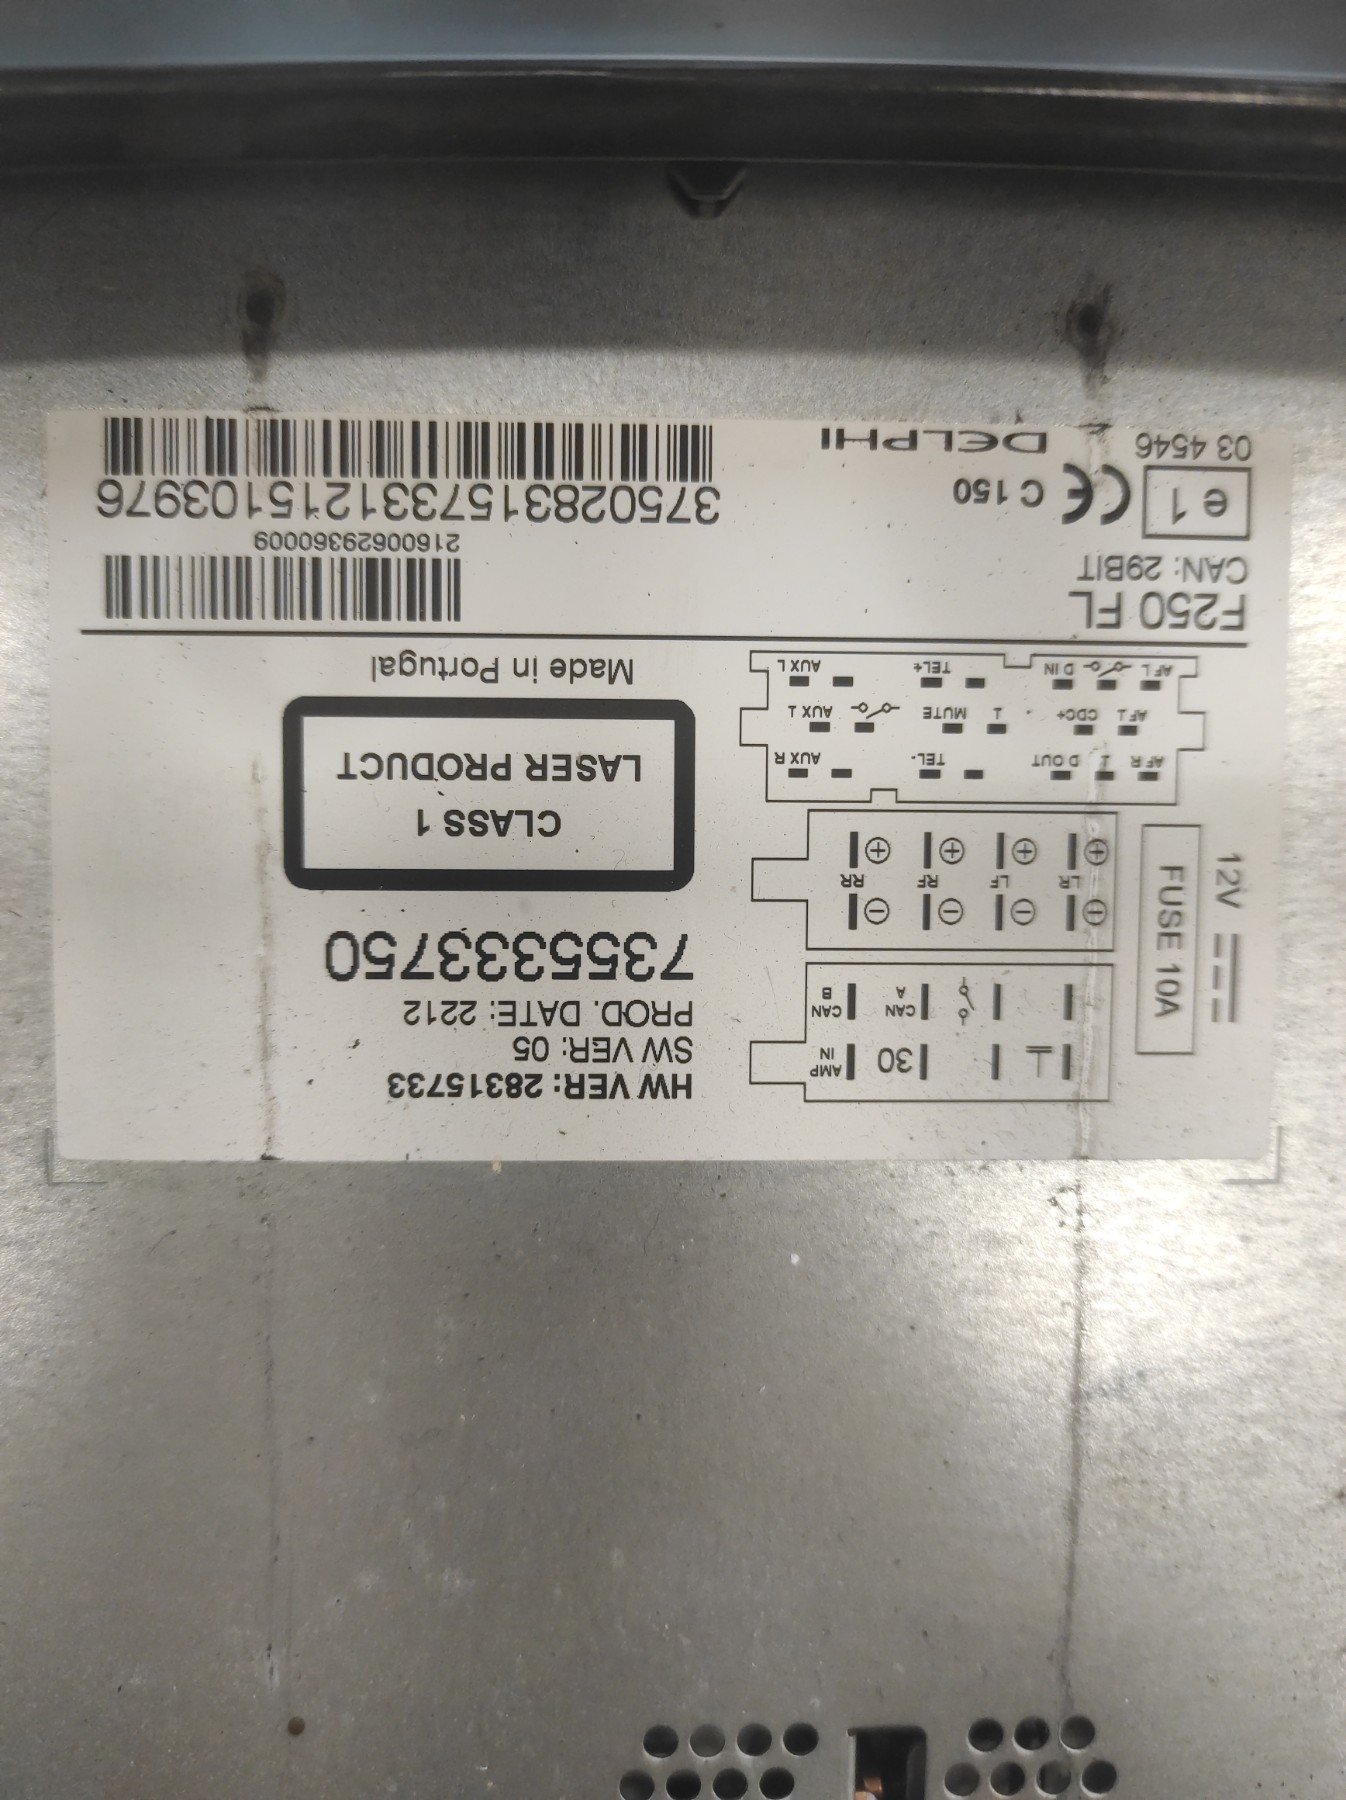 HW VER: 28315733
SW VER: 05
PROD. DATE: 2212
7355333750
CLASS 1
LASER PRODUCT
Made in Portugal
12V
FUSE 10A
30 AMP IN
CAN A CAN B
LR LF RF RR
AF R D OUT TEL- AUX R
AF⊥ CDC+ ⊥ MUTE AUX ⊥
AF L D IN TEL+ AUX L
F250 FL
CAN: 29BIT
e1 CE C 150
03 4546 DELPHI
21600629360009
3750283157331215103976